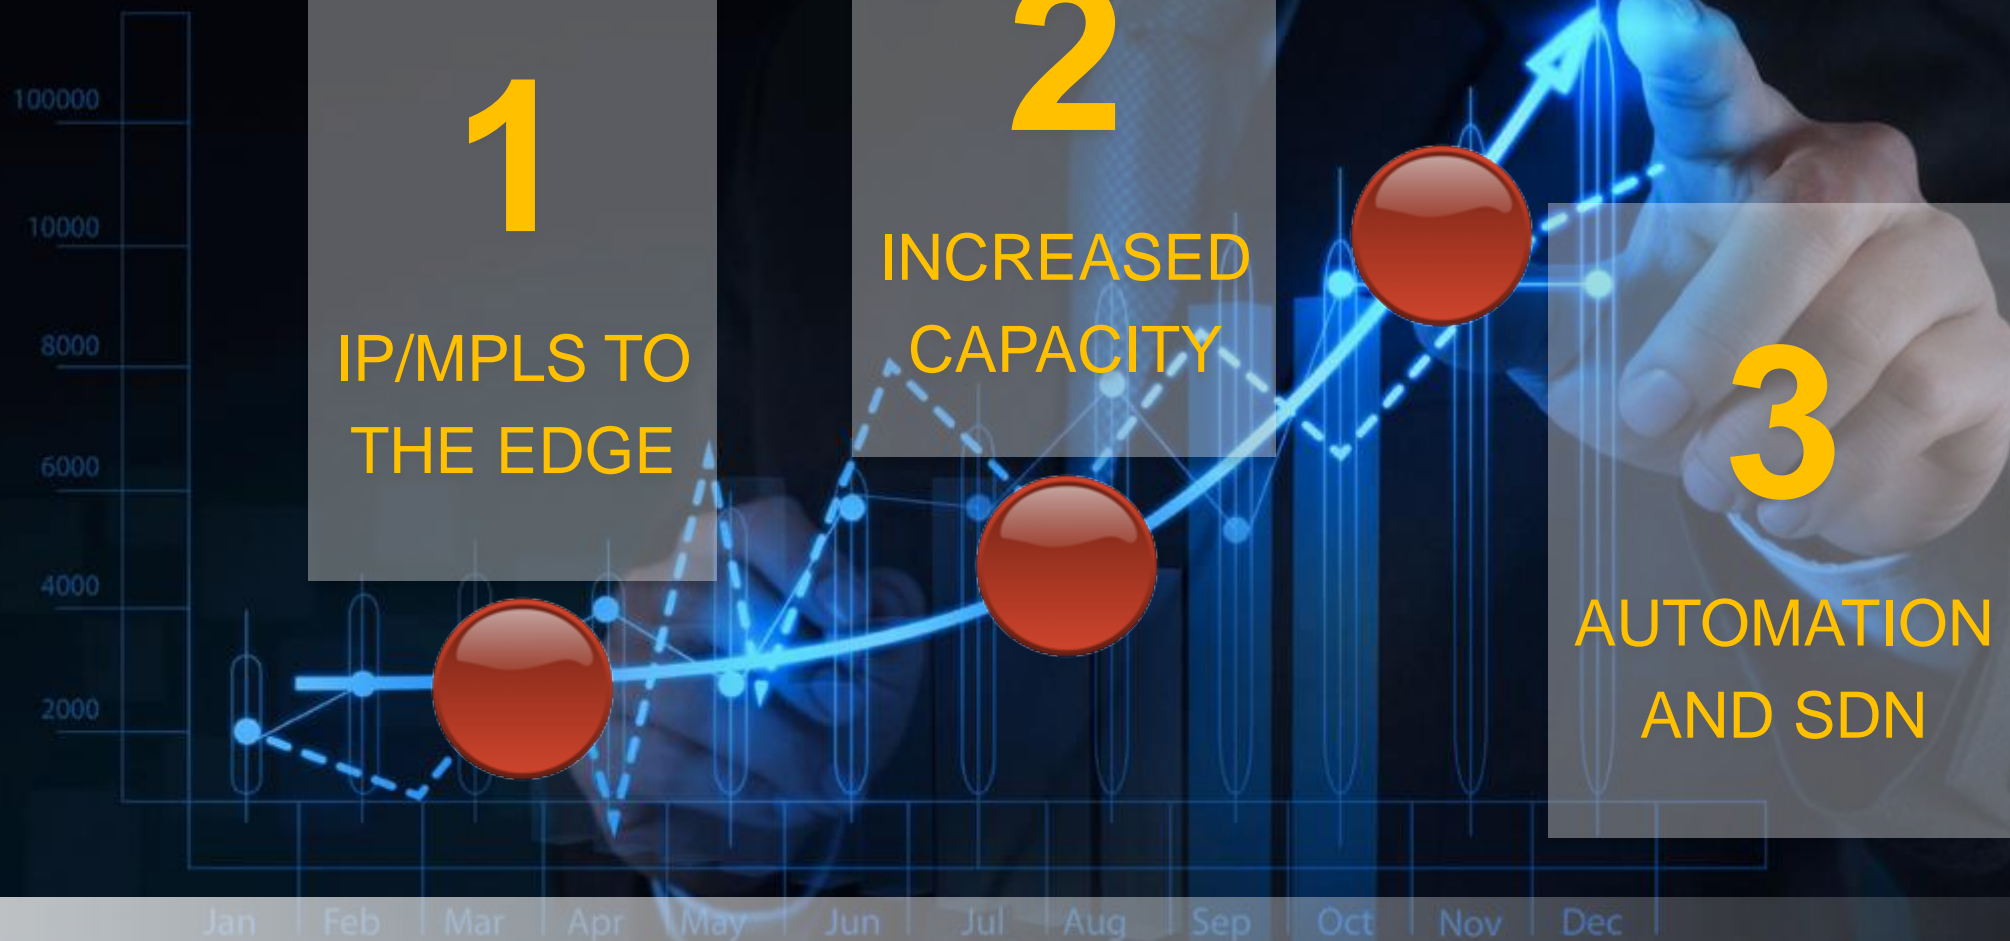 1
IP/MPLS TO
THE EDGE
2
INCREASED
CAPACITY
3
AUTOMATION
AND SDN
100000
10000
8000
6000
4000
2000
Jan Feb Mar Apr May Jun Jul Aug Sep Oct Nov Dec